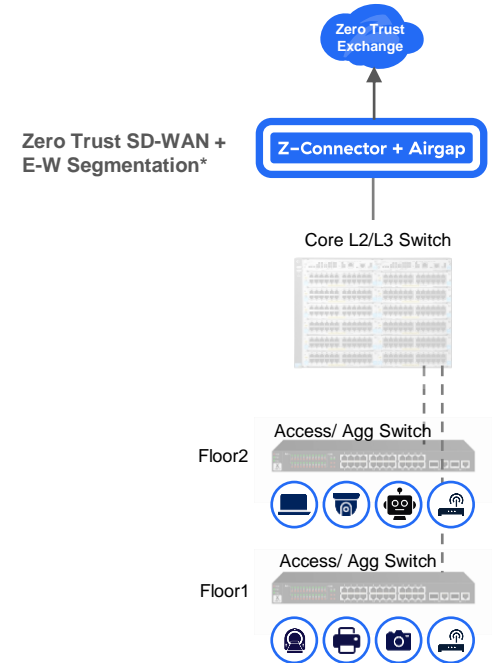 Zero Trust
Exchange
Zero Trust SD-WAN +
E-W Segmentation*
Z-Connector + Airgap
Core L2/L3 Switch
Access/ Agg Switch
Floor2
Access/ Agg Switch
Floor1